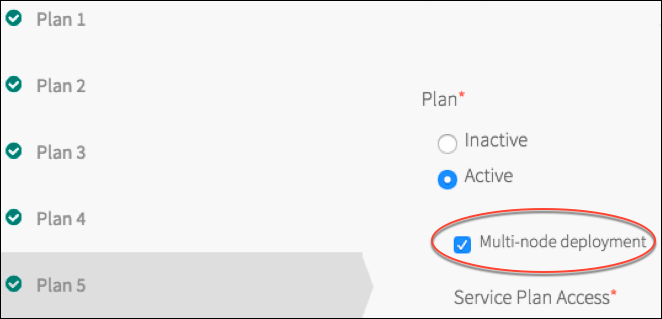 Plan 1
Plan 2
Plan 3
Plan 4
Plan 5
Plan*
Inactive
Active
Multi-node deployment
Service Plan Access*